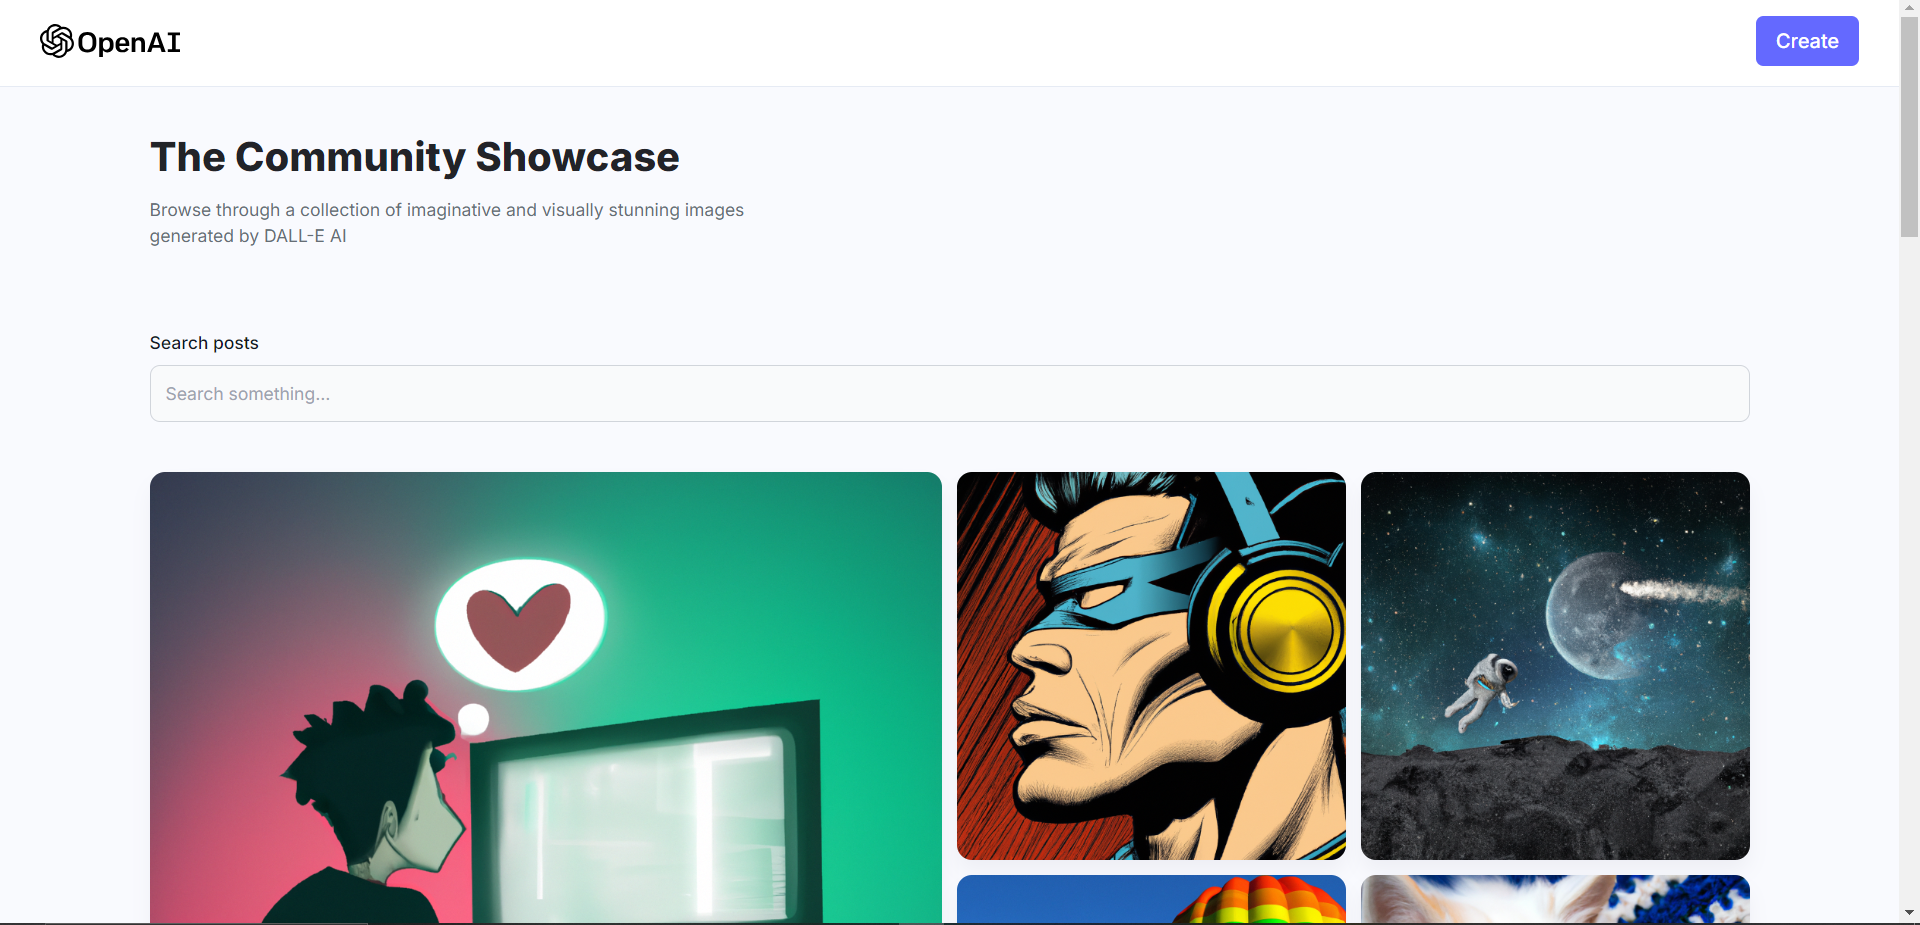 OpenAI
Create
The Community Showcase
Browse through a collection of imaginative and visually stunning images
generated by DALL-E AI
Search posts
Search something...